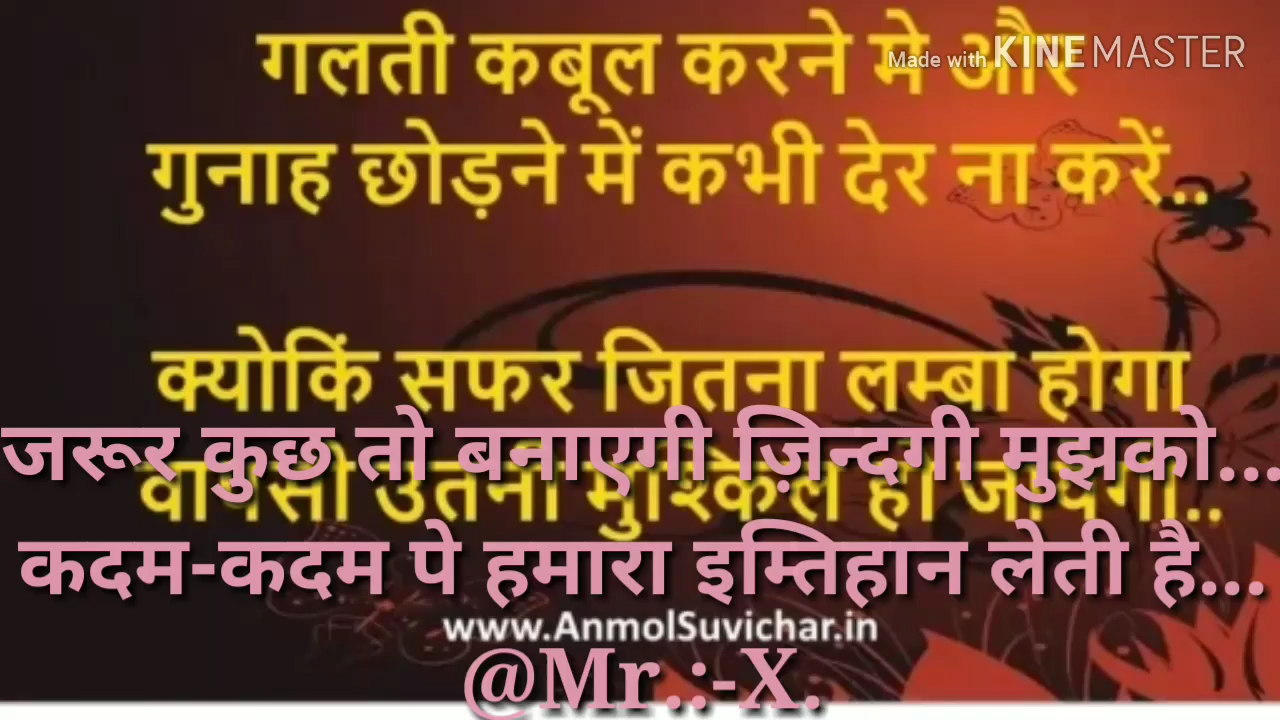 गलती कबूल करने मे और
Made with KINEMASTER
गुनाह छोड़ने में कभी देर ना करें..
क्योकिं सफर जितना लम्बा होगा
जरूर कुछ तो बनाएगी ज़िन्दगी मुझको...
वापसी उतनी मुश्किल हो जायेगी..
कदम-कदम पे हमारा इम्तिहान लेती है...
www.AnmolSuvichar.in
@Mr.:-X.